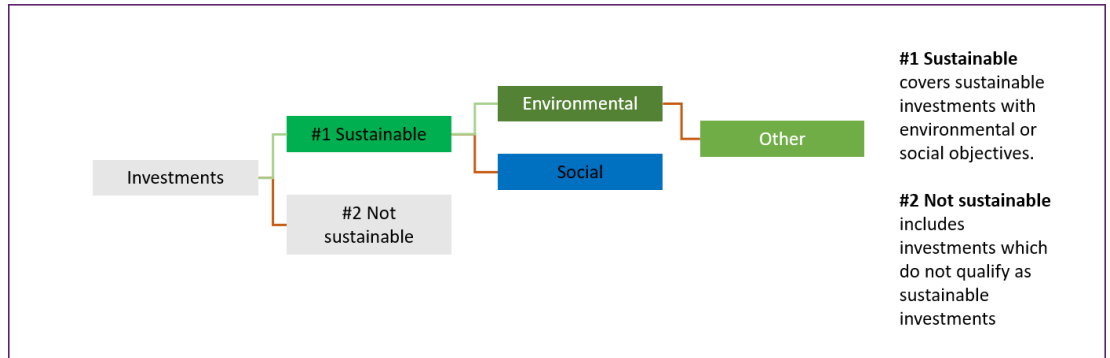 Investments
#1 Sustainable
#2 Not
sustainable
Environmental
Social
Other
#1 Sustainable
covers sustainable
investments with
environmental or
social objectives.
#2 Not sustainable
includes
investments which
do not qualify as
sustainable
investments